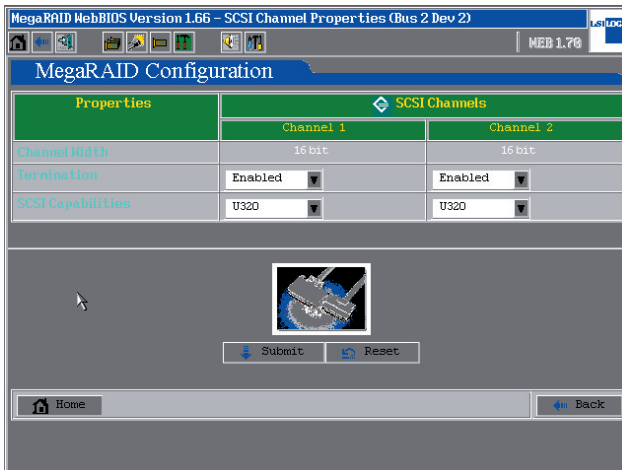 MegaRAID WebBIOS Version 1.66 - SCSI Channel Properties (Bus 2 Dev 2)
LSI LOGIC
WEB 1.70
MegaRAID Configuration
Properties
SCSI Channels
Channel 1 Channel 2
Channel Width 16 bit 16 bit
Termination Enabled Enabled
SCSI Capabilities U320 U320
Submit Reset
Home Back